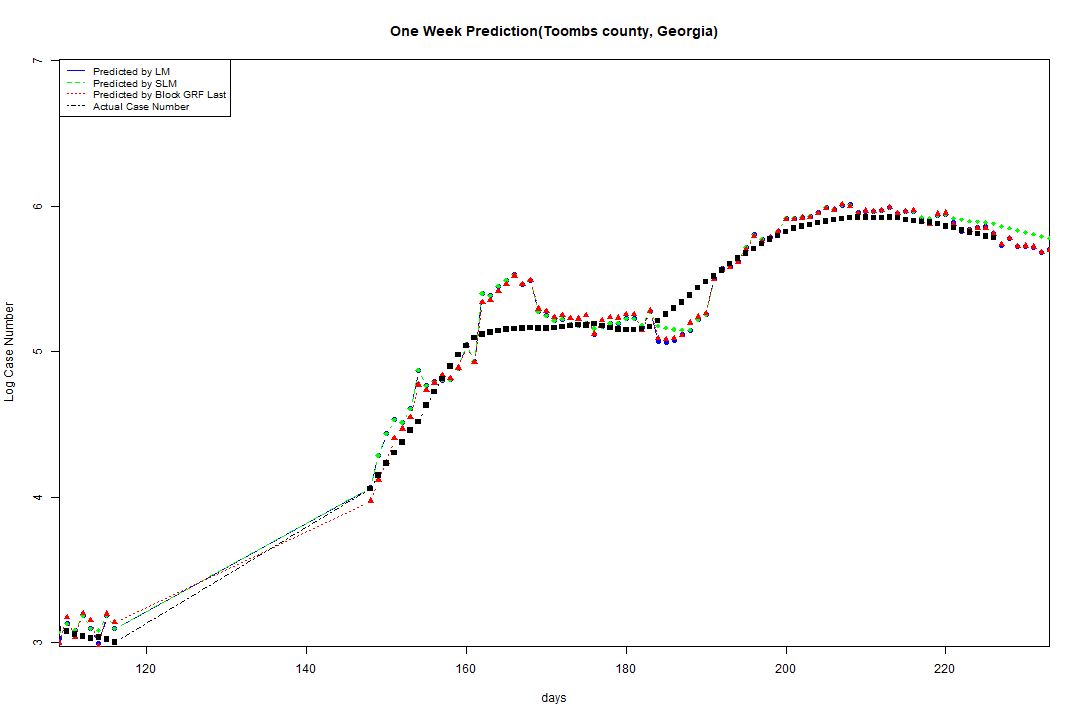 One Week Prediction(Toombs county, Georgia)
Predicted by LM
Predicted by SLM
Predicted by Block GRF Last
Actual Case Number
Log Case Number
7
6
5
4
3
120 140 160 180 200 220
days